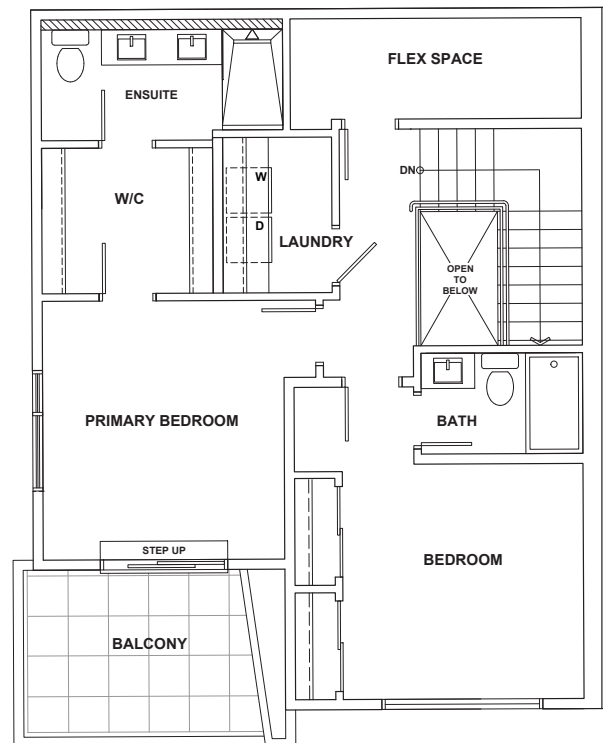 FLEX SPACE
ENSUITE
W/C
W
D
LAUNDRY
DN
OPEN
TO
BELOW
PRIMARY BEDROOM
BATH
STEP UP
BEDROOM
BALCONY